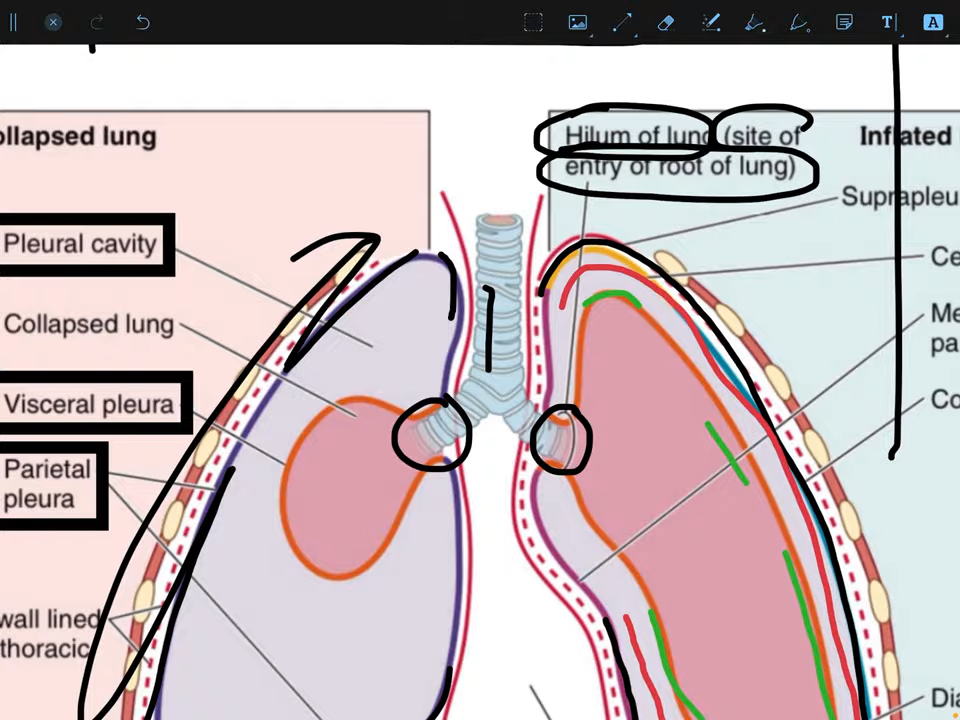 ollapsed lung
Pleural cavity
Collapsed lung
Visceral pleura
Parietal
pleura
wall lined
thoracic
Hilum of lung (site of
entry of root of lung)
Inflated
Suprapleu
Ce
Me
pa
Co
Dia
T
A